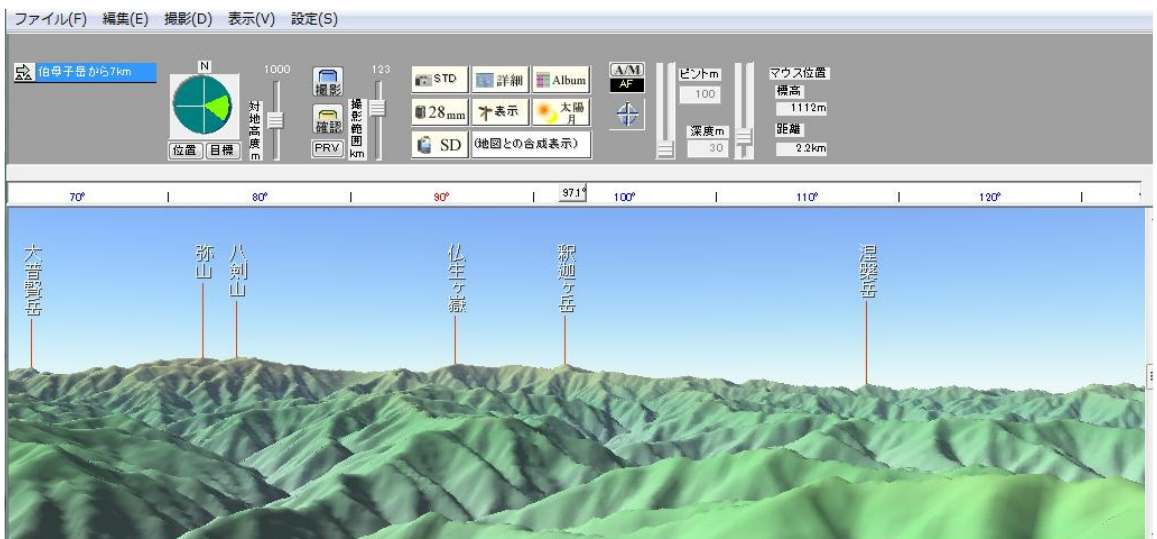 ファイル(F) 編集(E) 撮影(D) 表示(V) 設定(S)
伯母子岳から7km
N
位置
目標
1000
対地高度m
撮影
確認
PRV
123
撮影範囲km
STD
詳細
Album
28mm
表示
太陽月
SD
(地図との合成表示)
A/M
AF
ピントm
100
深度m
30
マウス位置
標高
1112m
距離
2.2km
70° 80° 90° 97.1° 100° 110° 120°
大普賢岳
弥山
八剣山
仏生ヶ嶽
釈迦ヶ岳
涅槃岳